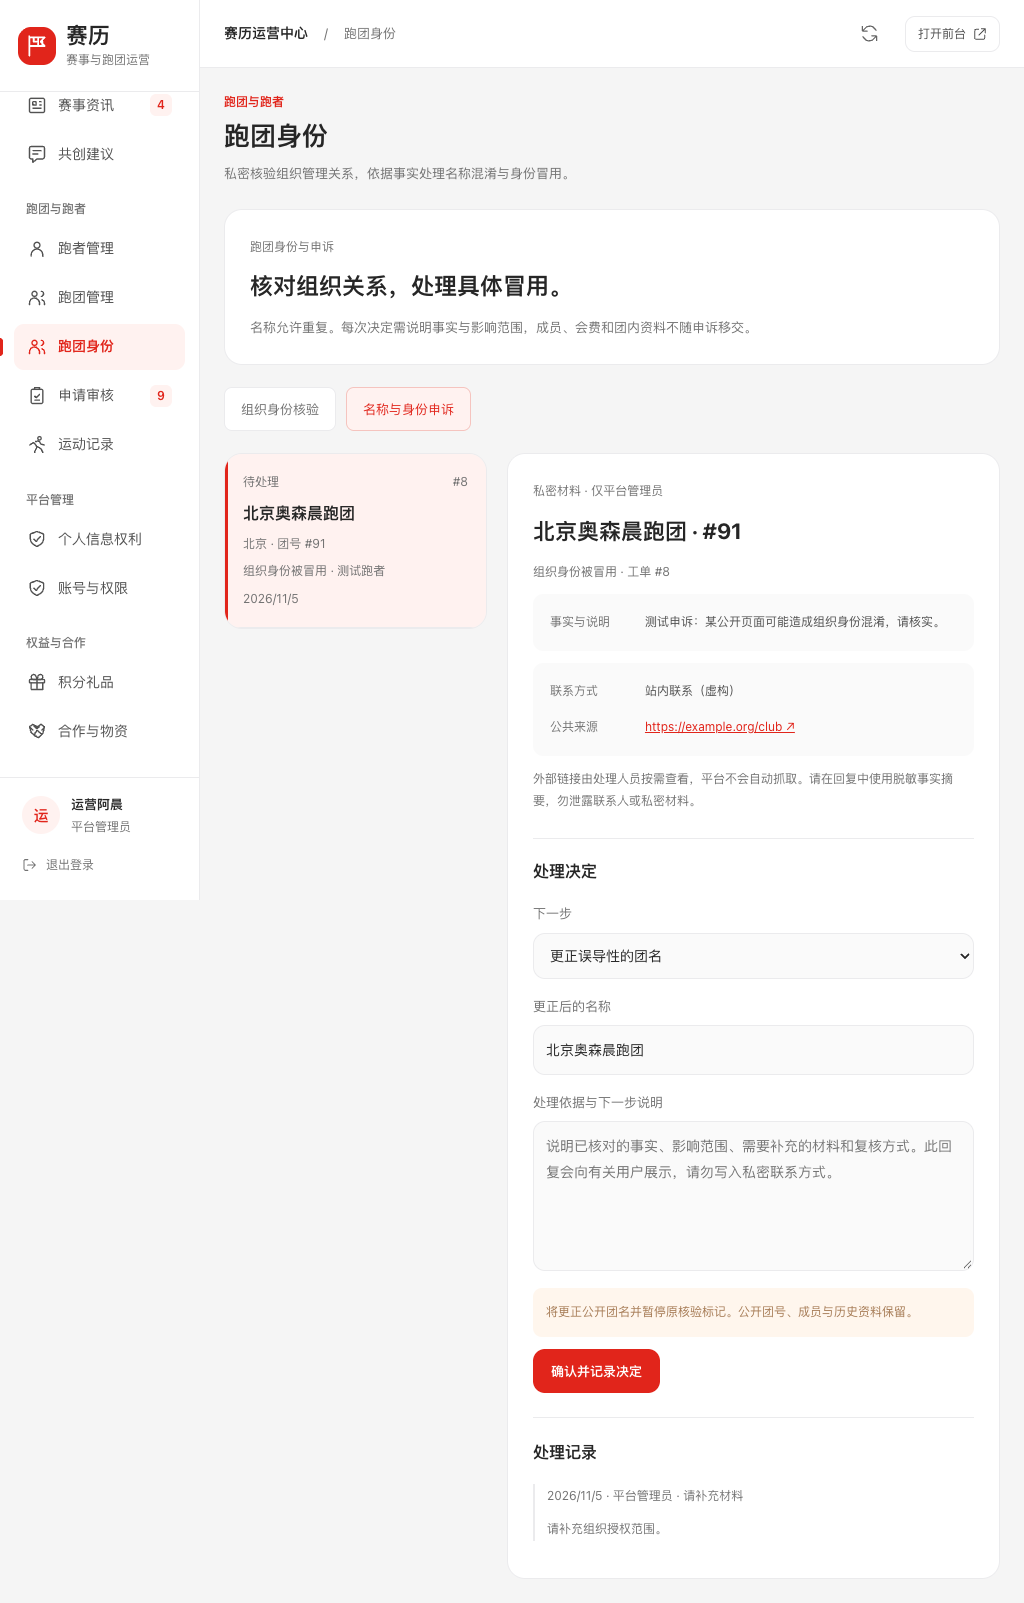 赛历
赛事与跑团运营
赛事资讯 4
共创建议
跑团与跑者
跑者管理
跑团管理
跑团身份
申请审核 9
运动记录
平台管理
个人信息权利
账号与权限
权益与合作
积分礼品
合作与物资
运 运营阿晨
平台管理员
退出登录
赛历运营中心 / 跑团身份
打开前台
跑团与跑者
跑团身份
私密核验组织管理关系，依据事实处理名称混淆与身份冒用。
跑团身份与申诉
核对组织关系，处理具体冒用。
名称允许重复。每次决定需说明事实与影响范围，成员、会费和团内资料不随申诉移交。
组织身份核验 名称与身份申诉
待处理 #8
北京奥森晨跑团
北京 · 团号 #91
组织身份被冒用 · 测试跑者
2026/11/5
私密材料 · 仅平台管理员
北京奥森晨跑团 · #91
组织身份被冒用 · 工单 #8
事实与说明 测试申诉：某公开页面可能造成组织身份混淆，请核实。
联系方式 站内联系（虚构）
公共来源 https://example.org/club ↗
外部链接由处理人员按需查看，平台不会自动抓取。请在回复中使用脱敏事实摘
要，勿泄露联系人或私密材料。
处理决定
下一步
更正误导性的团名
更正后的名称
北京奥森晨跑团
处理依据与下一步说明
说明已核对的事实、影响范围、需要补充的材料和复核方式。此回
复会向有关用户展示，请勿写入私密联系方式。
将更正公开团名并暂停原核验标记。公开团号、成员与历史资料保留。
确认并记录决定
处理记录
2026/11/5 · 平台管理员 · 请补充材料
请补充组织授权范围。